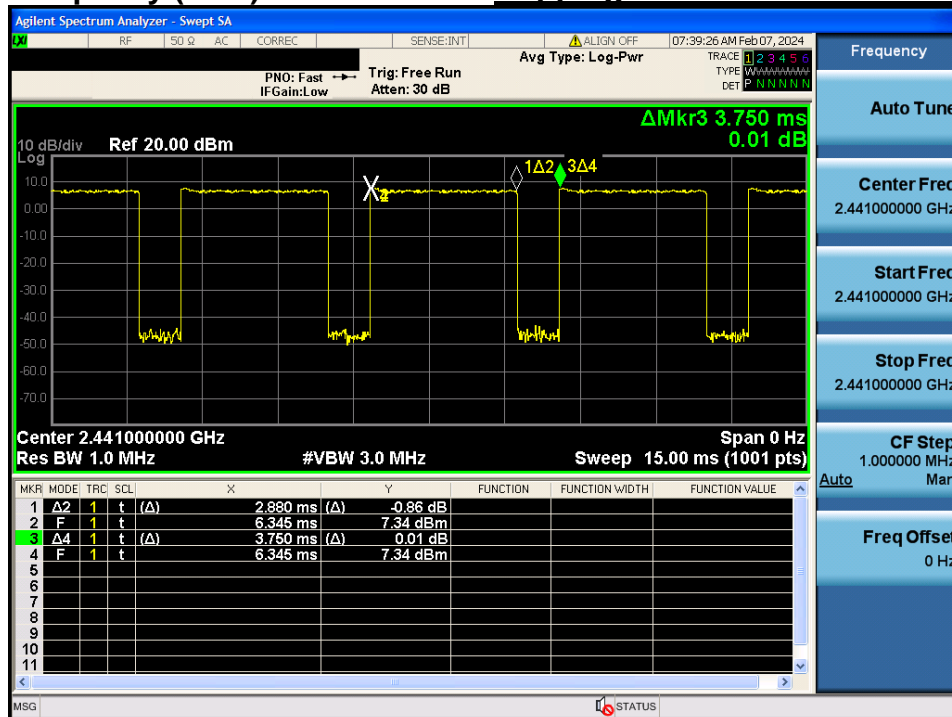 Agilent Spectrum Analyzer - Swept SA
LXI RF 50 Ω AC CORREC SENSE:INT ALIGN OFF 07:39:26 AM Feb 07, 2024
Avg Type: Log-Pwr
TRACE 1 2 3 4 5 6
TYPE WWWWWW
DET P N N N N N
PNO: Fast Trig: Free Run
IFGain:Low Atten: 30 dB
ΔMkr3 3.750 ms
0.01 dB
10 dB/div Ref 20.00 dBm
Log
10.0
0.00
-10.0
-20.0
-30.0
-40.0
-50.0
-60.0
-70.0
1Δ2 3Δ4
Center 2.441000000 GHz Span 0 Hz
Res BW 1.0 MHz #VBW 3.0 MHz Sweep 15.00 ms (1001 pts)
MKR MODE TRC SCL X Y FUNCTION FUNCTION WIDTH FUNCTION VALUE
1 Δ2 1 t (Δ) 2.880 ms (Δ) -0.86 dB
2 F 1 t 6.345 ms 7.34 dBm
3 Δ4 1 t (Δ) 3.750 ms (Δ) 0.01 dB
4 F 1 t 6.345 ms 7.34 dBm
5
6
7
8
9
10
11
MSG STATUS
Frequency
Auto Tune
Center Freq
2.441000000 GHz
Start Freq
2.441000000 GHz
Stop Freq
2.441000000 GHz
CF Step
1.000000 MHz
Auto Man
Freq Offset
0 Hz